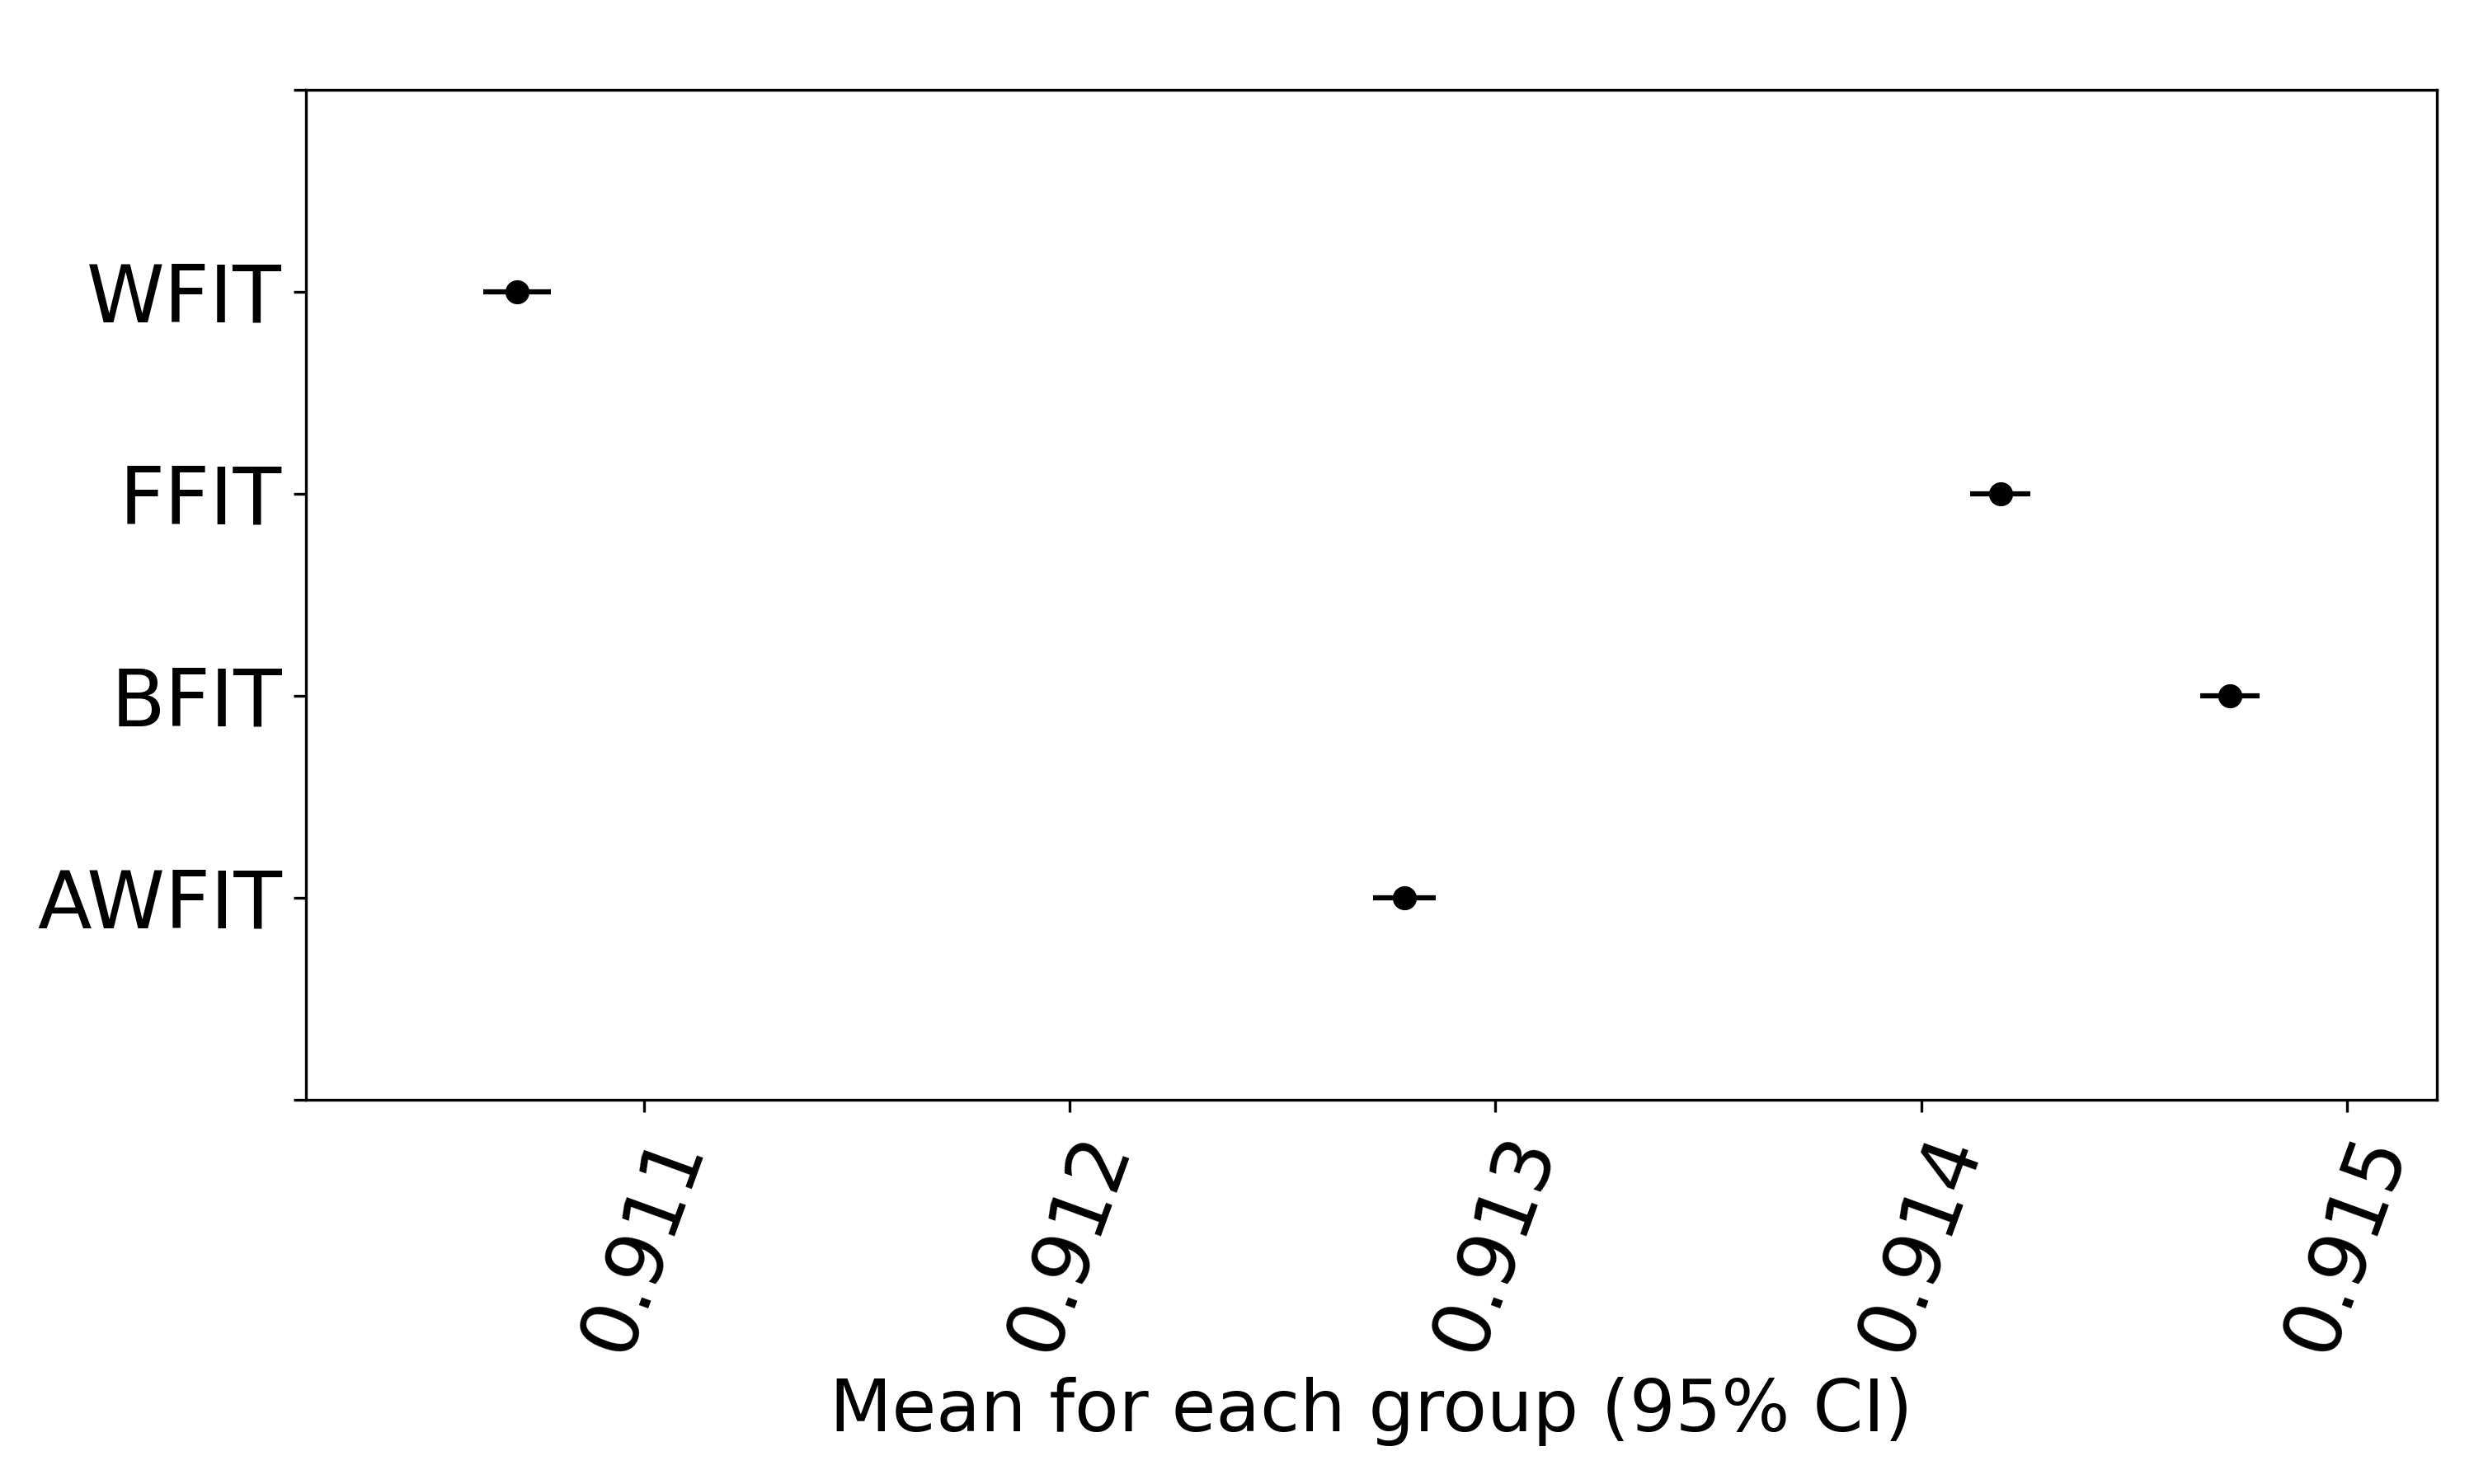 WFIT
FFIT
BFIT
AWFIT
0.911 0.912 0.913 0.914 0.915
Mean for each group (95% CI)